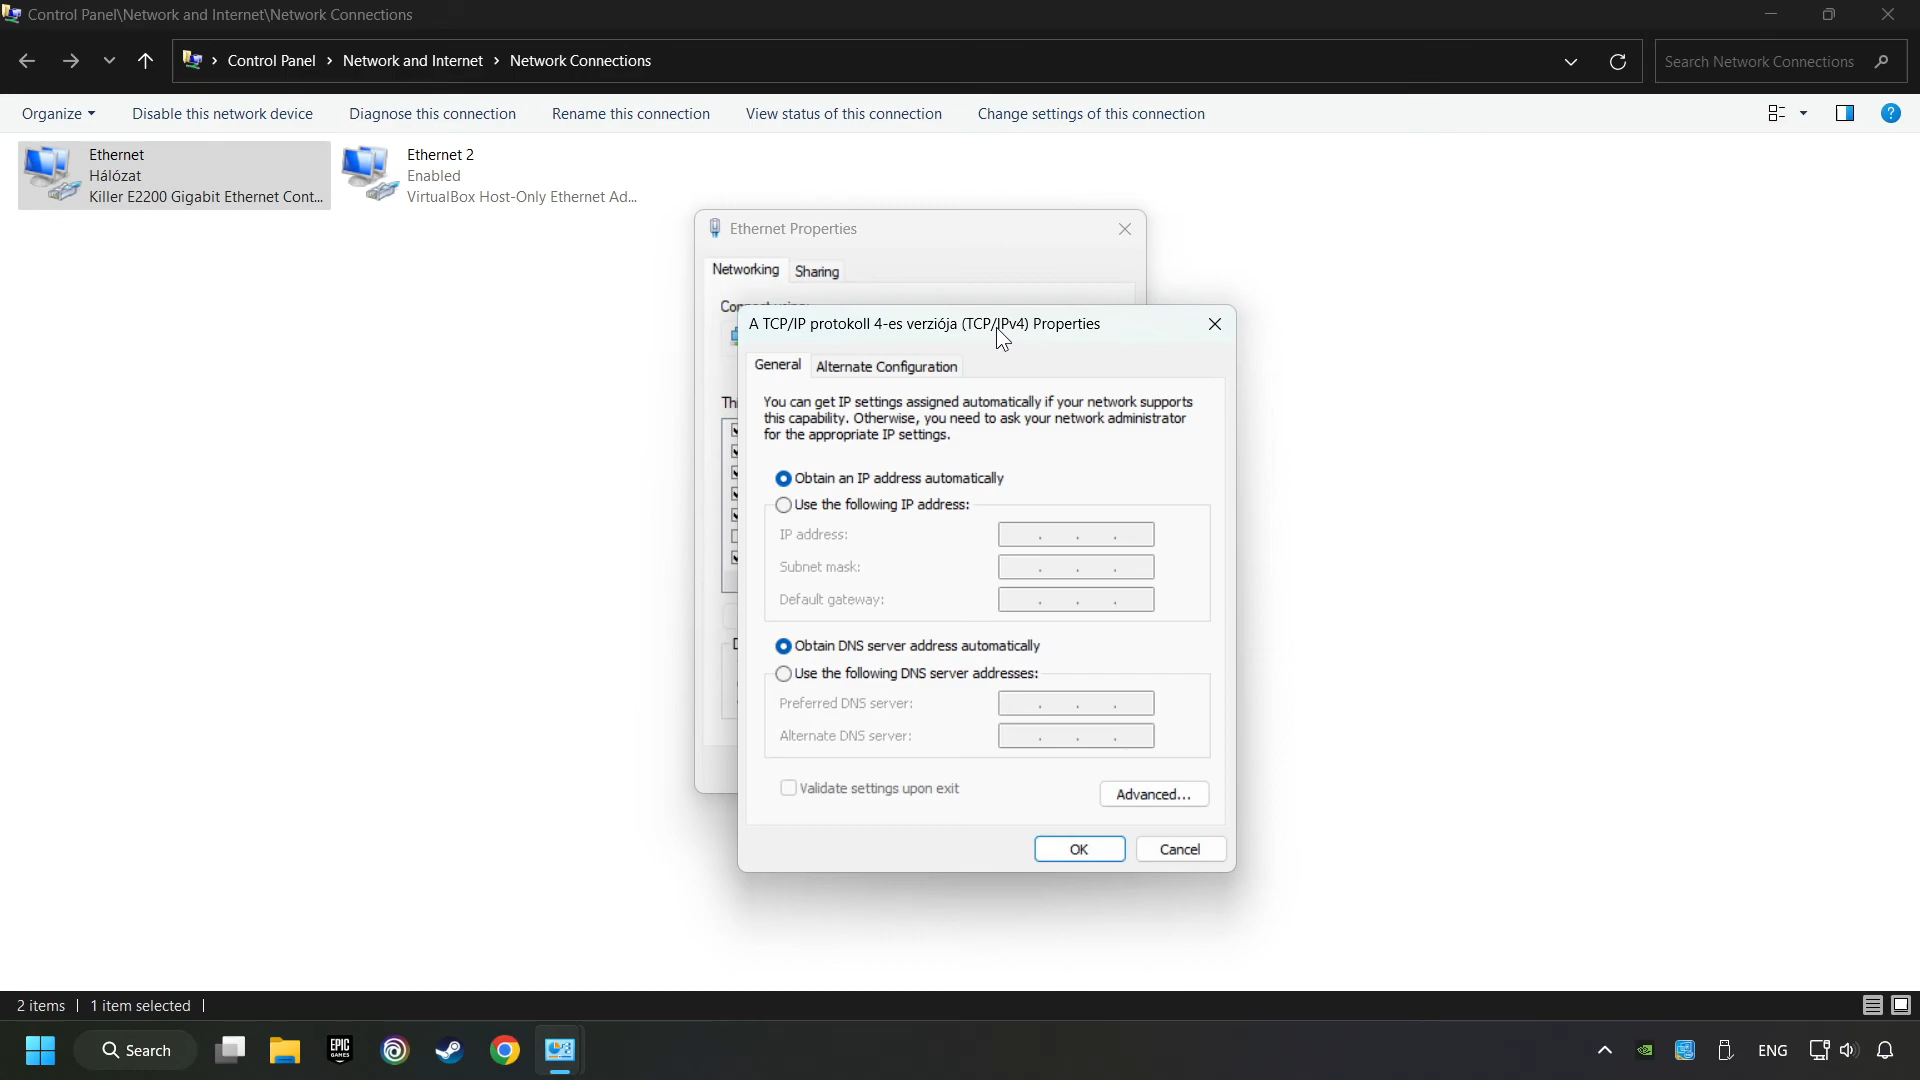 Control Panel\Network and Internet\Network Connections
Control Panel › Network and Internet › Network Connections
Search Network Connections
Organize
Disable this network device
Diagnose this connection
Rename this connection
View status of this connection
Change settings of this connection
Ethernet
Hálózat
Killer E2200 Gigabit Ethernet Cont...
Ethernet 2
Enabled
VirtualBox Host-Only Ethernet Ad...
Ethernet Properties
Networking
Sharing
A TCP/IP protokoll 4-es verziója (TCP/IPv4) Properties
General
Alternate Configuration
You can get IP settings assigned automatically if your network supports
this capability. Otherwise, you need to ask your network administrator
for the appropriate IP settings.
Obtain an IP address automatically
Use the following IP address:
IP address:
Subnet mask:
Default gateway:
Obtain DNS server address automatically
Use the following DNS server addresses:
Preferred DNS server:
Alternate DNS server:
Validate settings upon exit
Advanced...
OK
Cancel
2 items
1 item selected
Search
EPIC GAMES
ENG